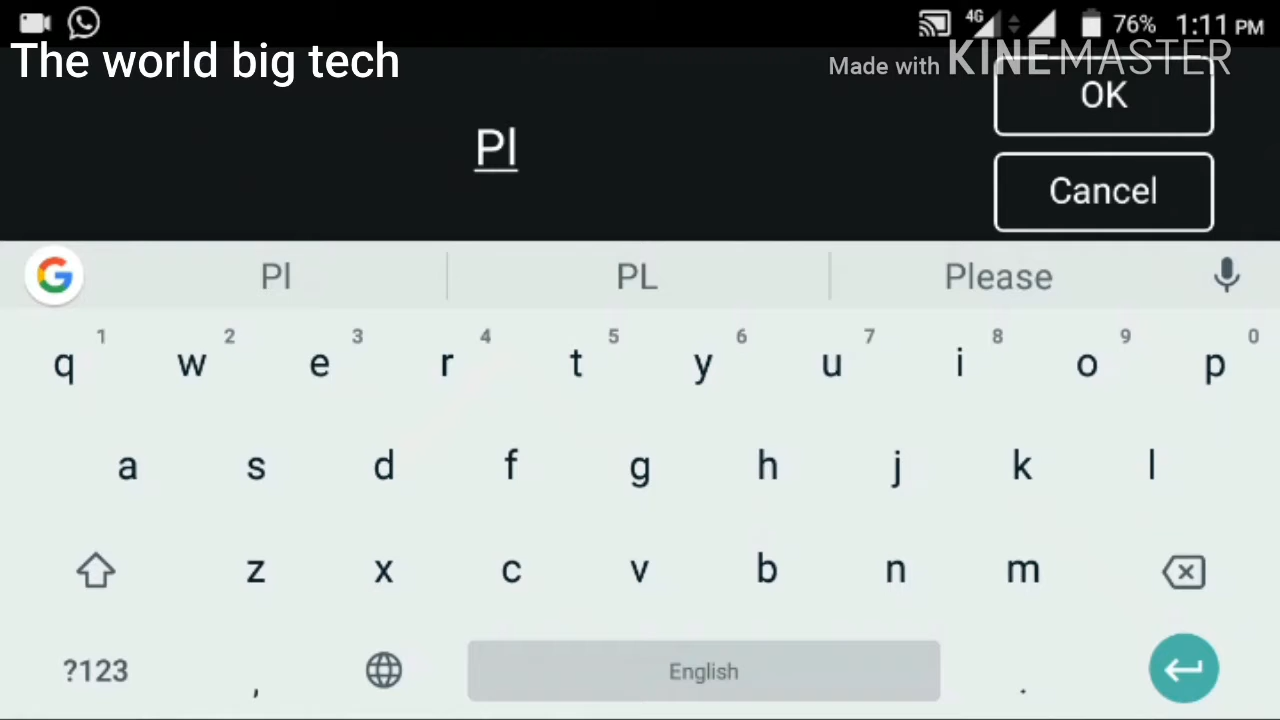 4G 76% 1:11 PM
The world big tech
Made with KINEMASTER
OK
Pl
Cancel
Pl PL Please
1 2 3 4 5 6 7 8 9 0
q w e r t y u i o p
a s d f g h j k l
z x c v b n m
?123 , English .